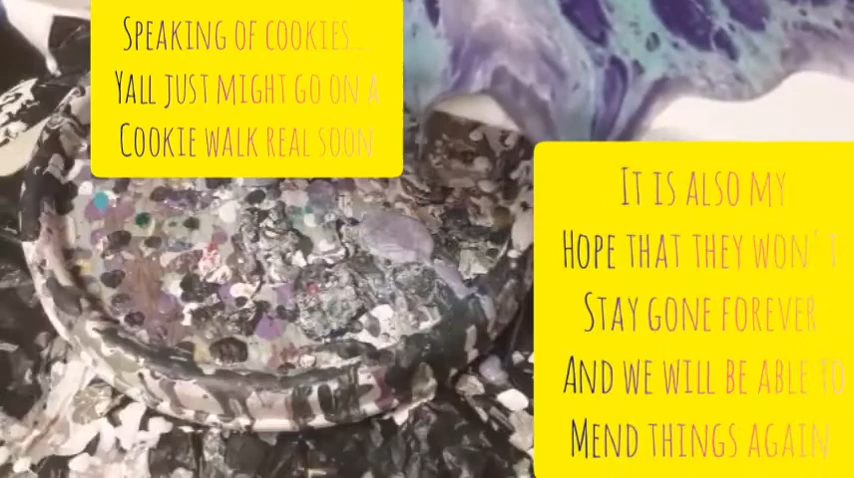 Speaking of cookies...
Yall just might go on a
Cookie walk real soon
It is also my
Hope that they won't
Stay gone forever
And we will be able to
Mend things again